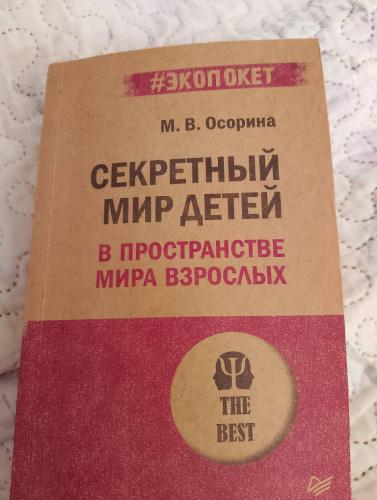 #ЭКОПОКЕТ
М. В. Осорина
СЕКРЕТНЫЙ
МИР ДЕТЕЙ
В ПРОСТРАНСТВЕ
МИРА ВЗРОСЛЫХ
Ψ
THE
BEST